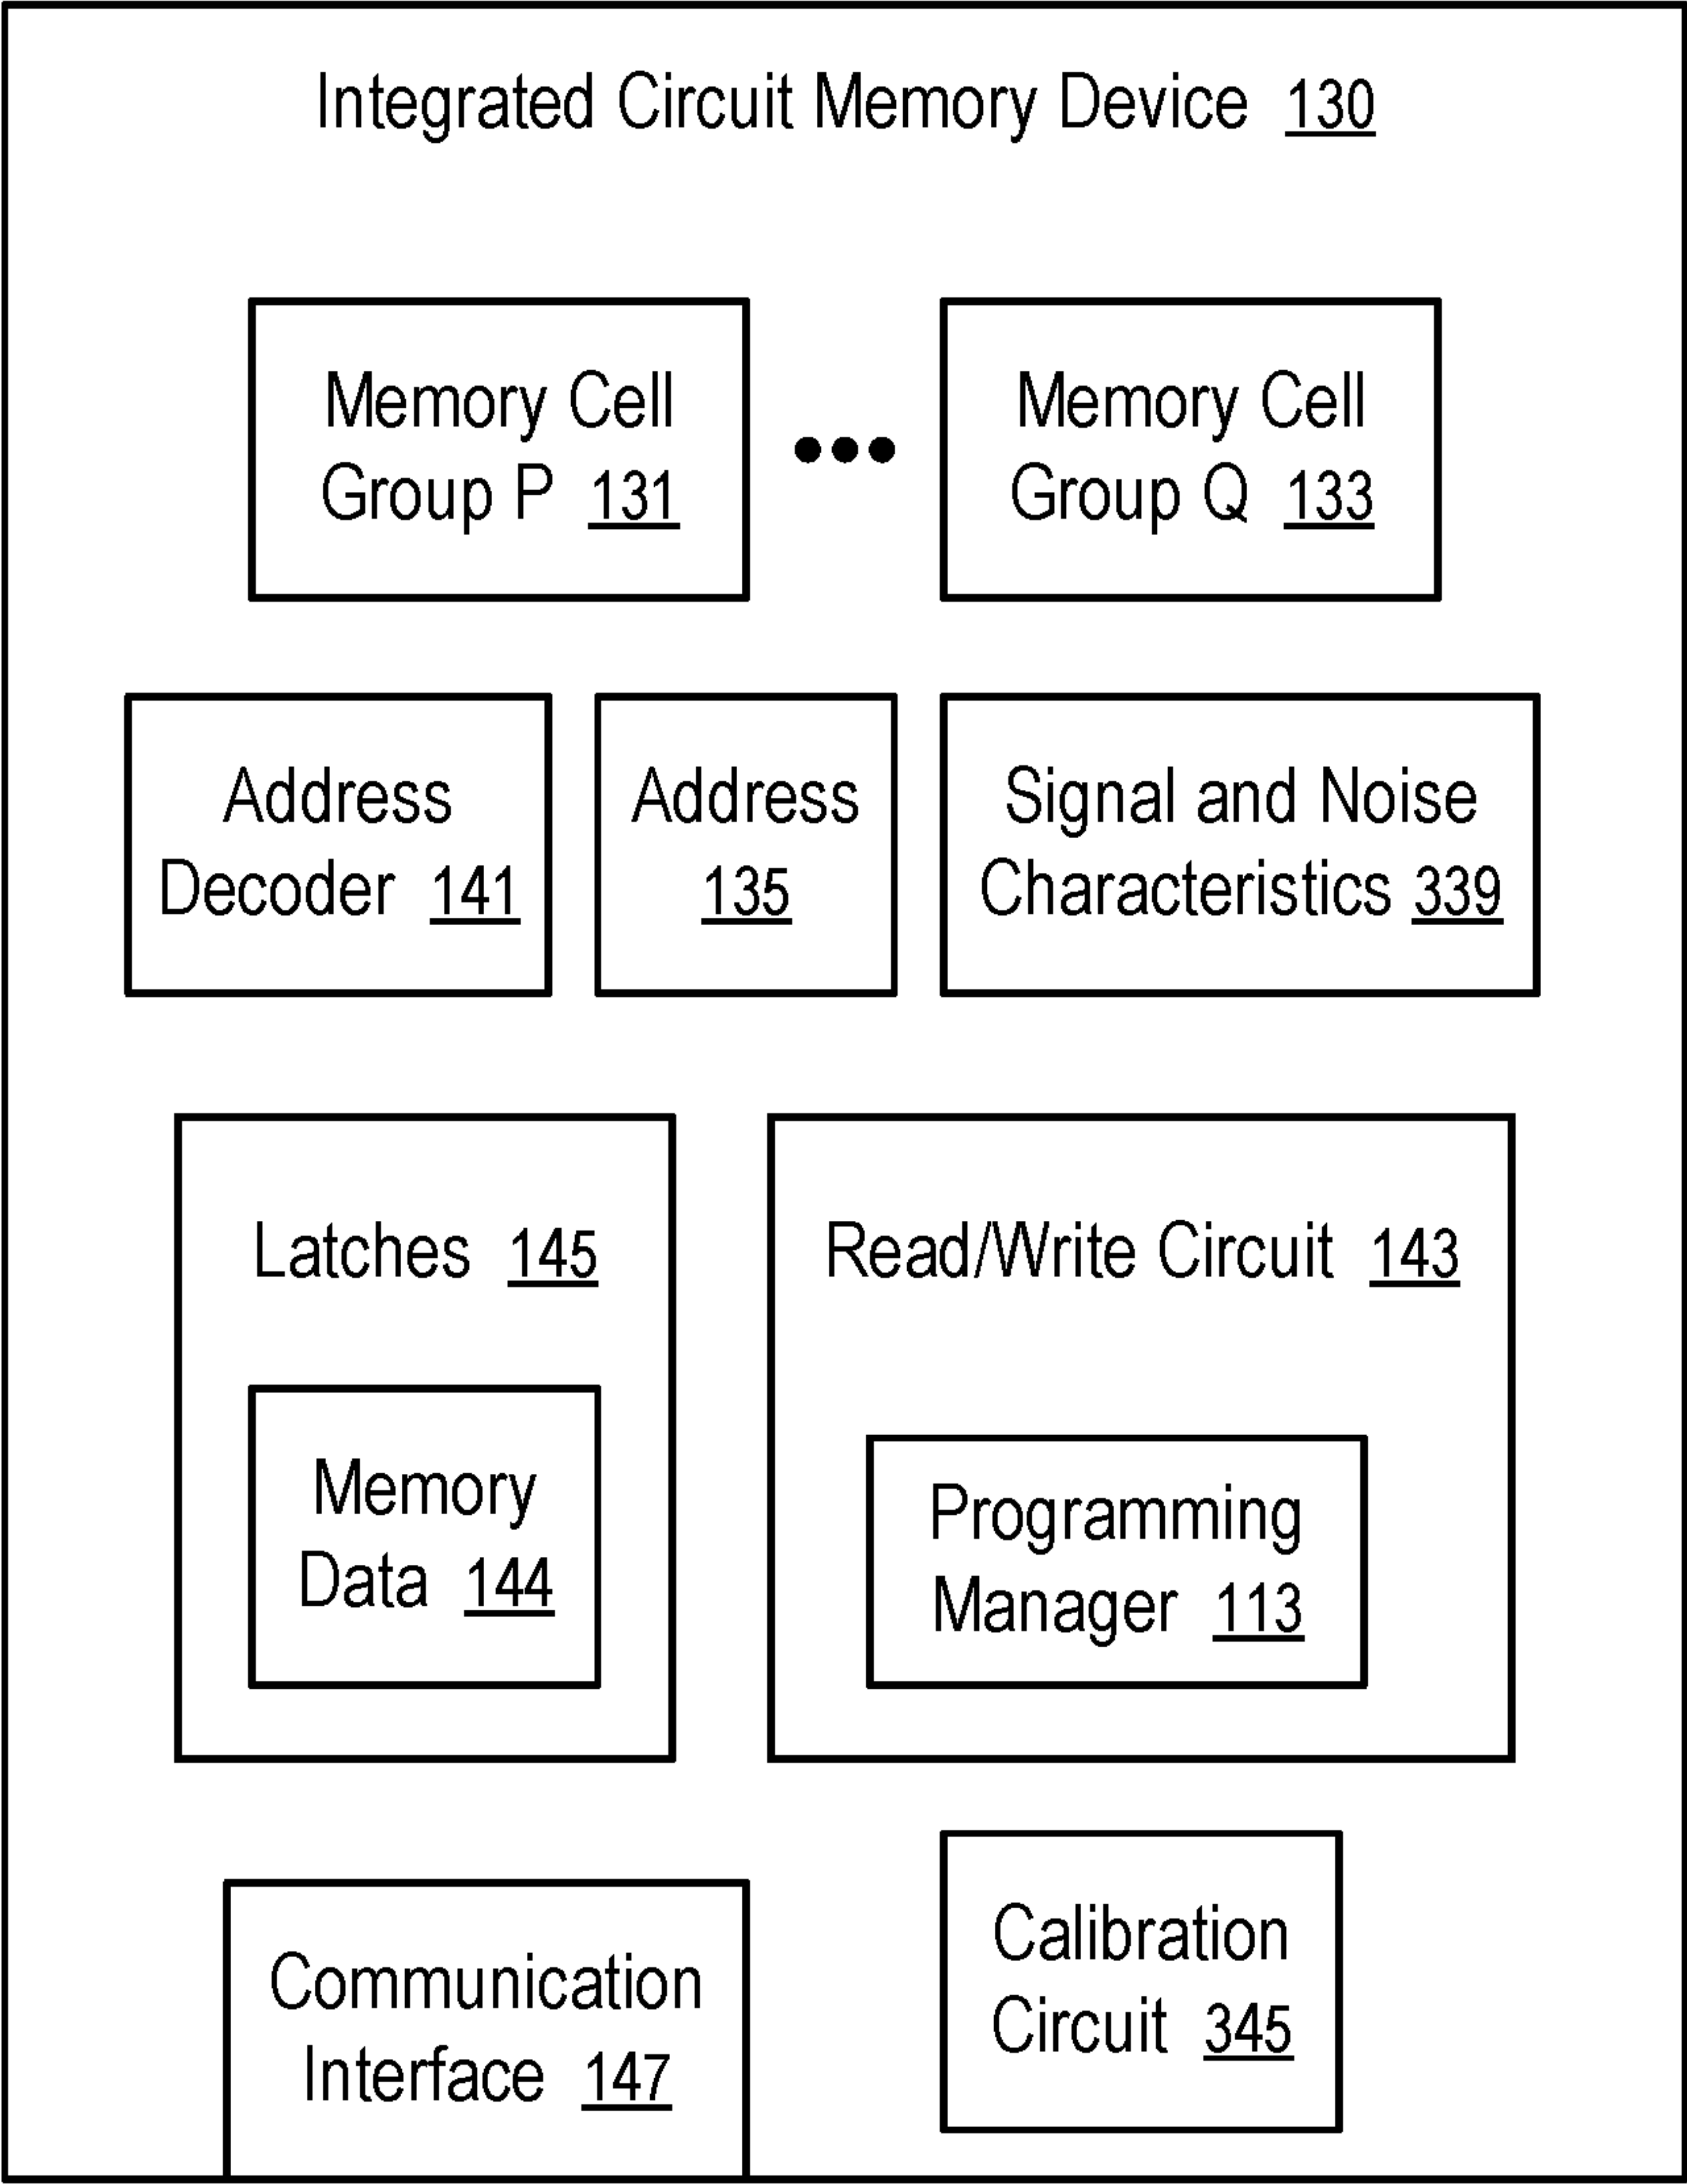 Integrated Circuit Memory Device 130
Memory Cell
Group P 131
Memory Cell
Group Q 133
Address
Decoder 141
Address
135
Signal and Noise
Characteristics 339
Latches 145
Memory
Data 144
Read/Write Circuit 143
Programming
Manager 113
Communication
Interface 147
Calibration
Circuit 345